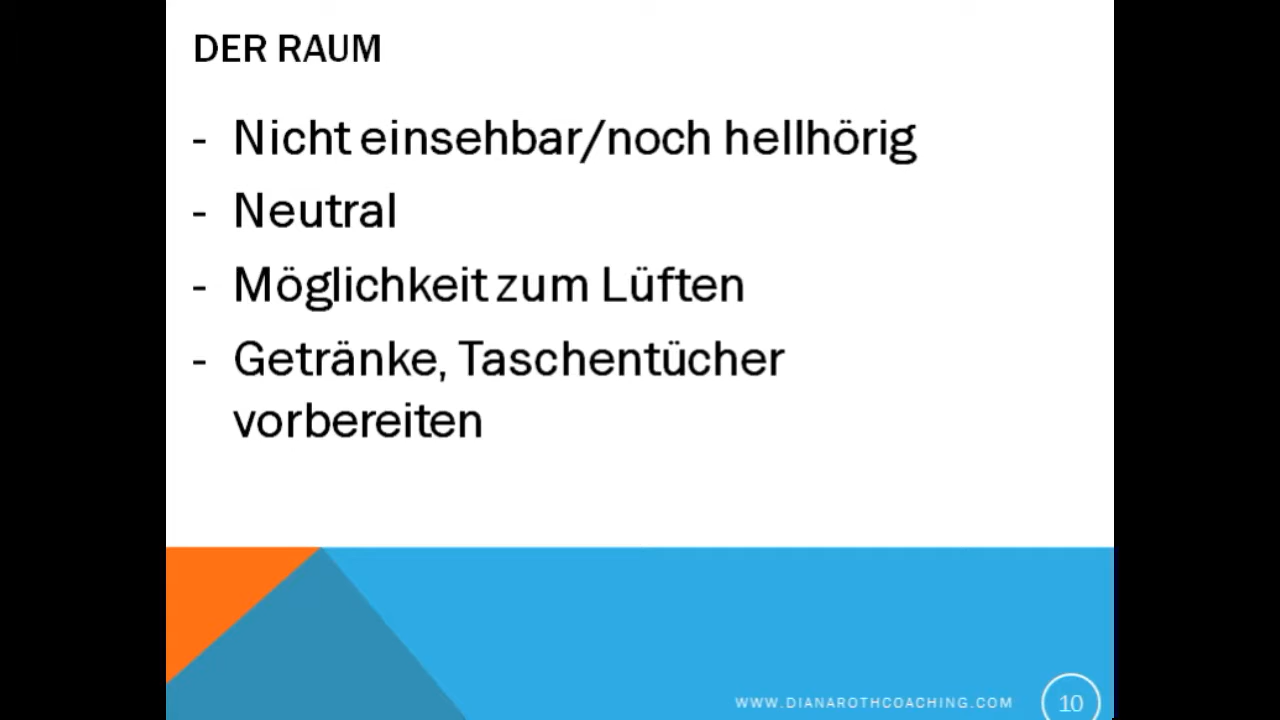 DER RAUM
- Nicht einsehbar/noch hellhörig
- Neutral
- Möglichkeit zum Lüften
- Getränke, Taschentücher
vorbereiten
WWW.DIANAROTHCOACHING.COM
10